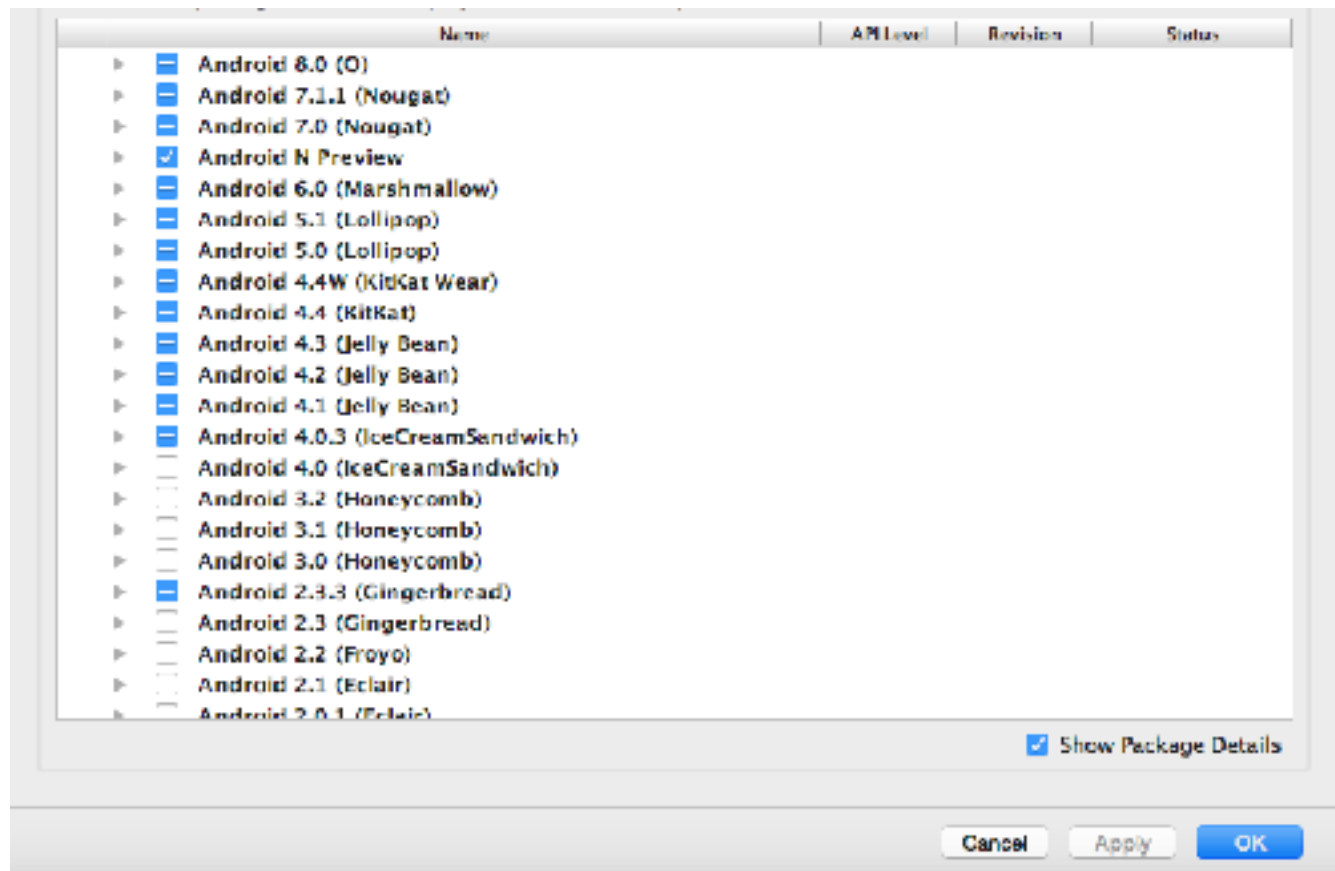 Name API Level Revision Status
Android 8.0 (O)
Android 7.1.1 (Nougat)
Android 7.0 (Nougat)
Android N Preview
Android 6.0 (Marshmallow)
Android 5.1 (Lollipop)
Android 5.0 (Lollipop)
Android 4.4W (KitKat Wear)
Android 4.4 (KitKat)
Android 4.3 (Jelly Bean)
Android 4.2 (Jelly Bean)
Android 4.1 (Jelly Bean)
Android 4.0.3 (IceCreamSandwich)
Android 4.0 (IceCreamSandwich)
Android 3.2 (Honeycomb)
Android 3.1 (Honeycomb)
Android 3.0 (Honeycomb)
Android 2.3.3 (Gingerbread)
Android 2.3 (Gingerbread)
Android 2.2 (Froyo)
Android 2.1 (Eclair)
Android 2.0.1 (Eclair)
Show Package Details
Cancel Apply OK